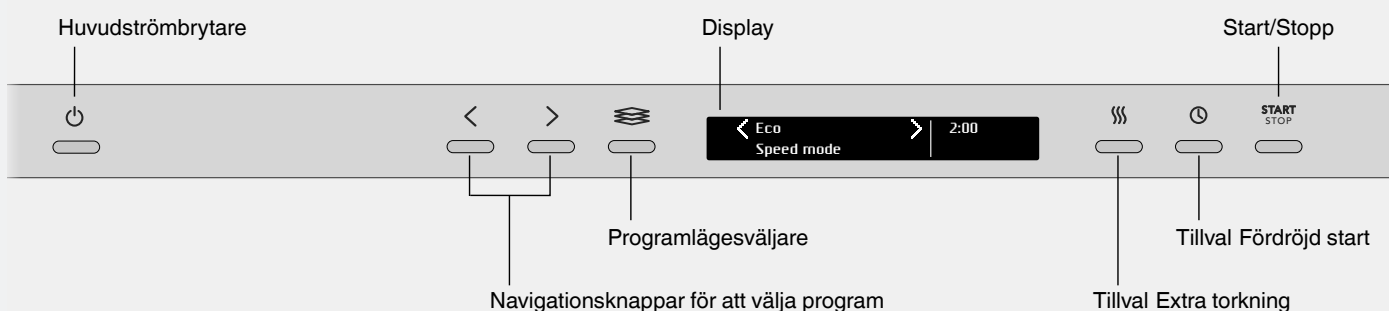 Huvudströmbrytare
Display
Start/Stopp
START
STOP
Eco 2:00
Speed mode
Programlägesväljare
Tillval Fördröjd start
Navigationsknappar för att välja program
Tillval Extra torkning